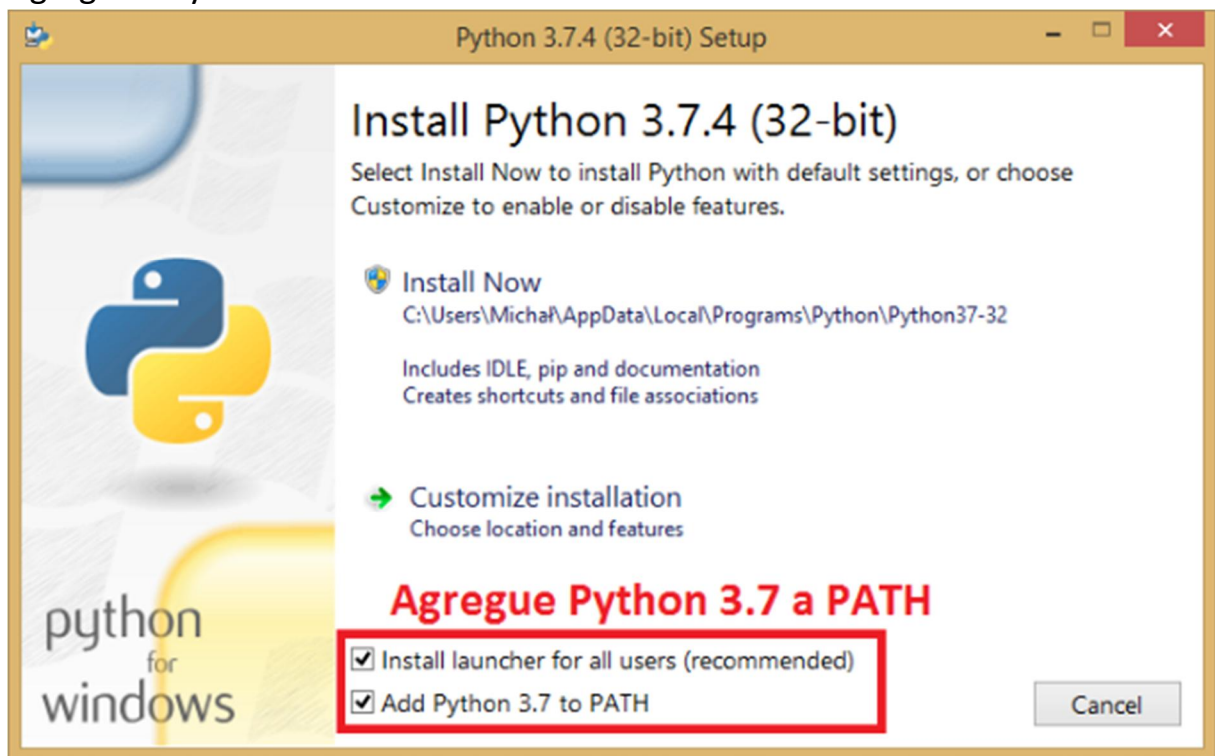 Python 3.7.4 (32-bit) Setup
Install Python 3.7.4 (32-bit)
Select Install Now to install Python with default settings, or choose
Customize to enable or disable features.
Install Now
C:\Users\Michał\AppData\Local\Programs\Python\Python37-32
Includes IDLE, pip and documentation
Creates shortcuts and file associations
Customize installation
Choose location and features
Agregue Python 3.7 a PATH
Install launcher for all users (recommended)
Add Python 3.7 to PATH
Cancel
python
for
windows